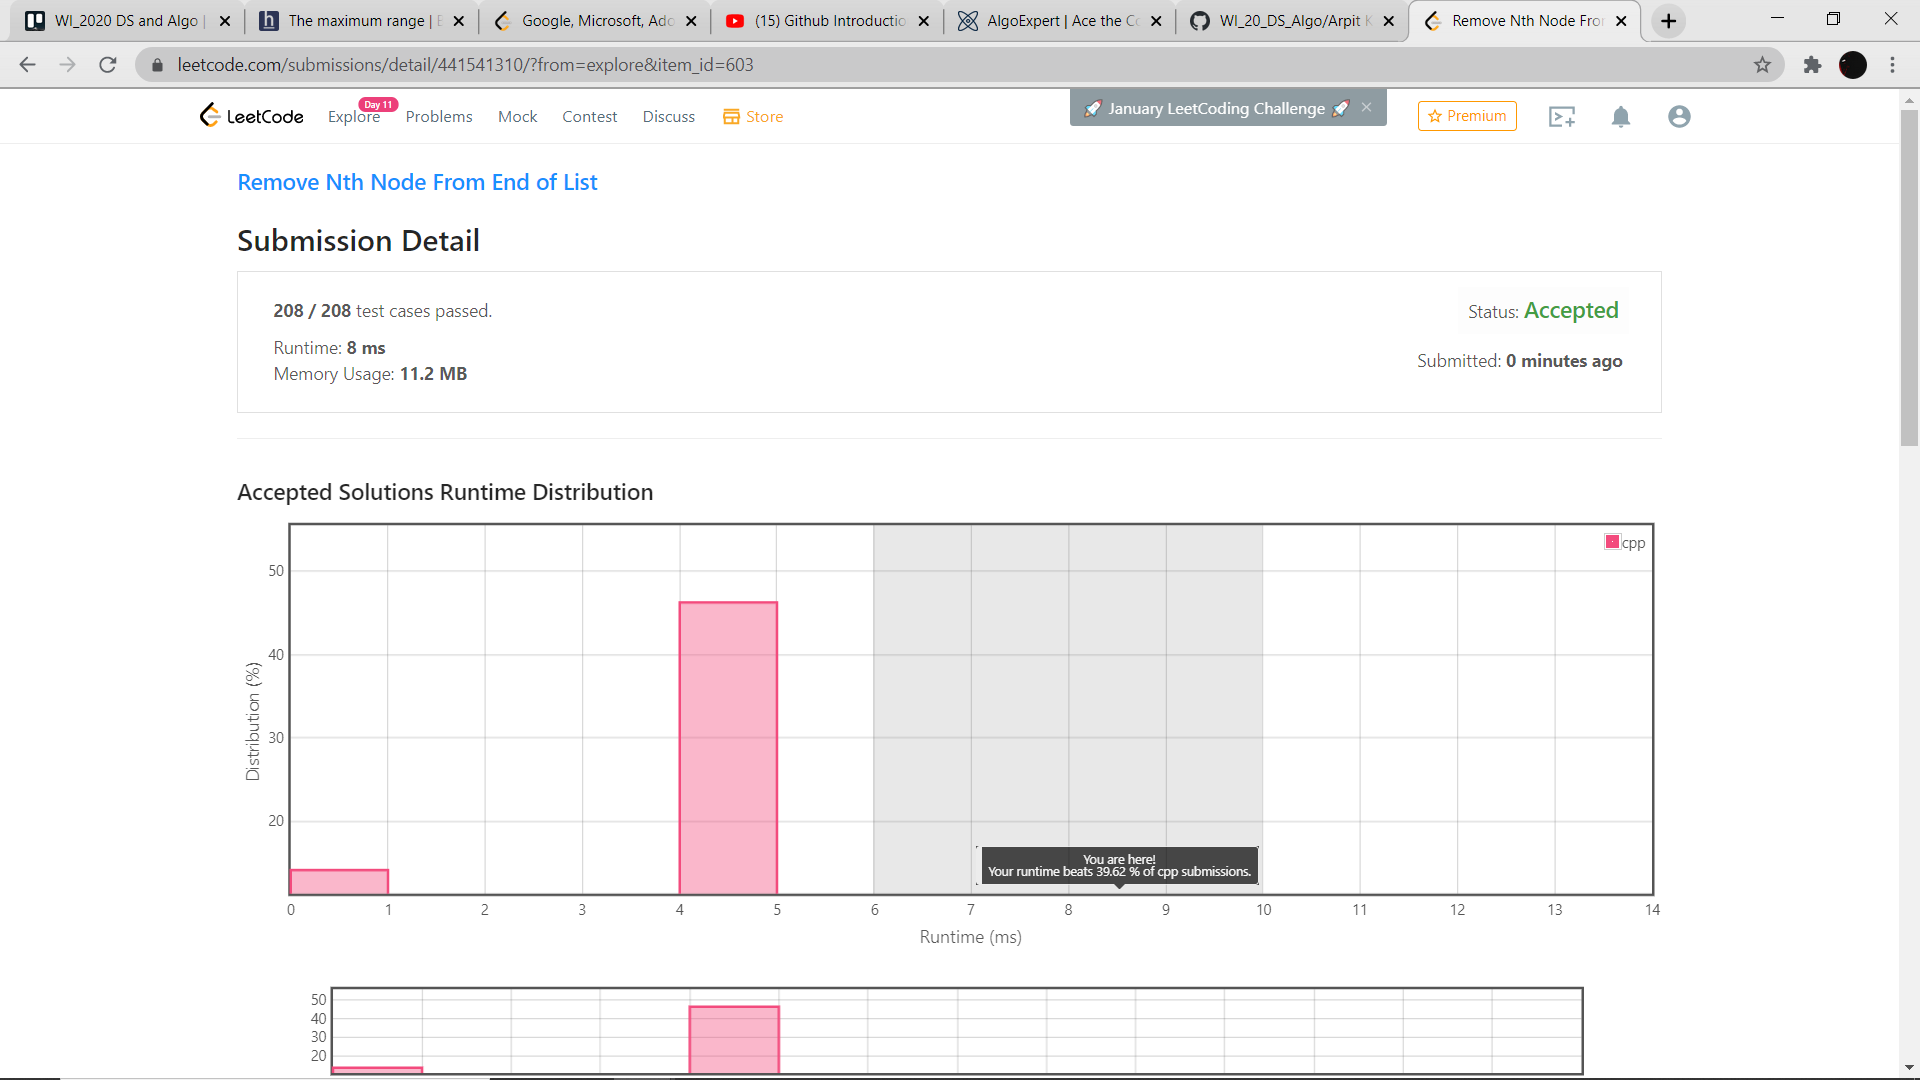 WI_2020 DS and Algo |
The maximum range |
Google, Microsoft, Ado
(15) Github Introductio
AlgoExpert | Ace the Co
WI_20_DS_Algo/Arpit K
Remove Nth Node Fron
leetcode.com/submissions/detail/441541310/?from=explore&item_id=603
LeetCode
Explore
Day 11
Problems
Mock
Contest
Discuss
Store
🚀 January LeetCoding Challenge 🚀
Premium
Remove Nth Node From End of List
Submission Detail
208 / 208 test cases passed.
Status: Accepted
Runtime: 8 ms
Submitted: 0 minutes ago
Memory Usage: 11.2 MB
Accepted Solutions Runtime Distribution
cpp
50
40
30
20
Distribution (%)
You are here!
Your runtime beats 39.62 % of cpp submissions.
0 1 2 3 4 5 6 7 8 9 10 11 12 13 14
Runtime (ms)
50
40
30
20